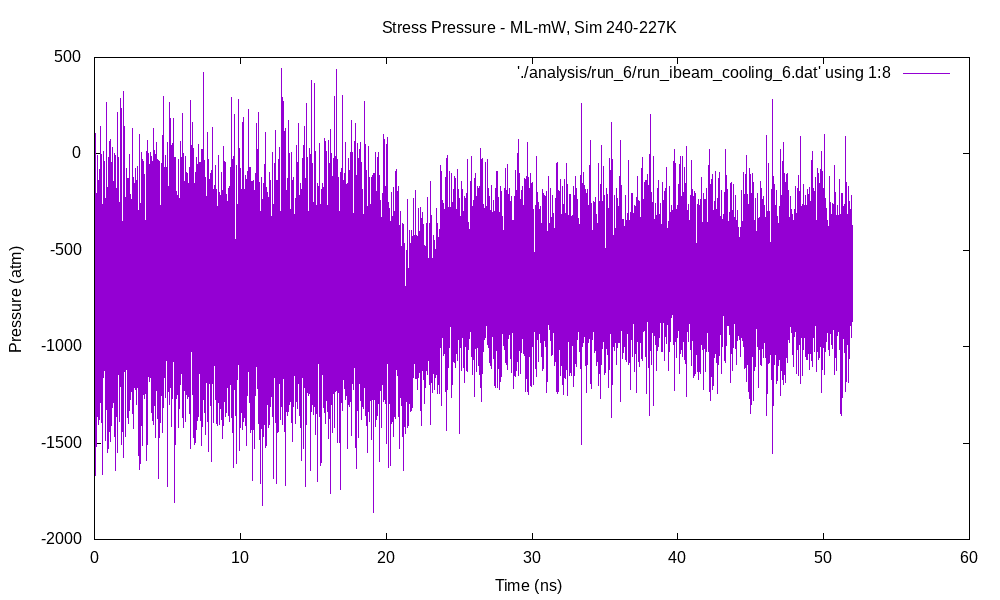 Stress Pressure - ML-mW, Sim 240-227K
'./analysis/run_6/run_ibeam_cooling_6.dat' using 1:8
500
0
-500
-1000
-1500
-2000
Pressure (atm)
0 10 20 30 40 50 60
Time (ns)